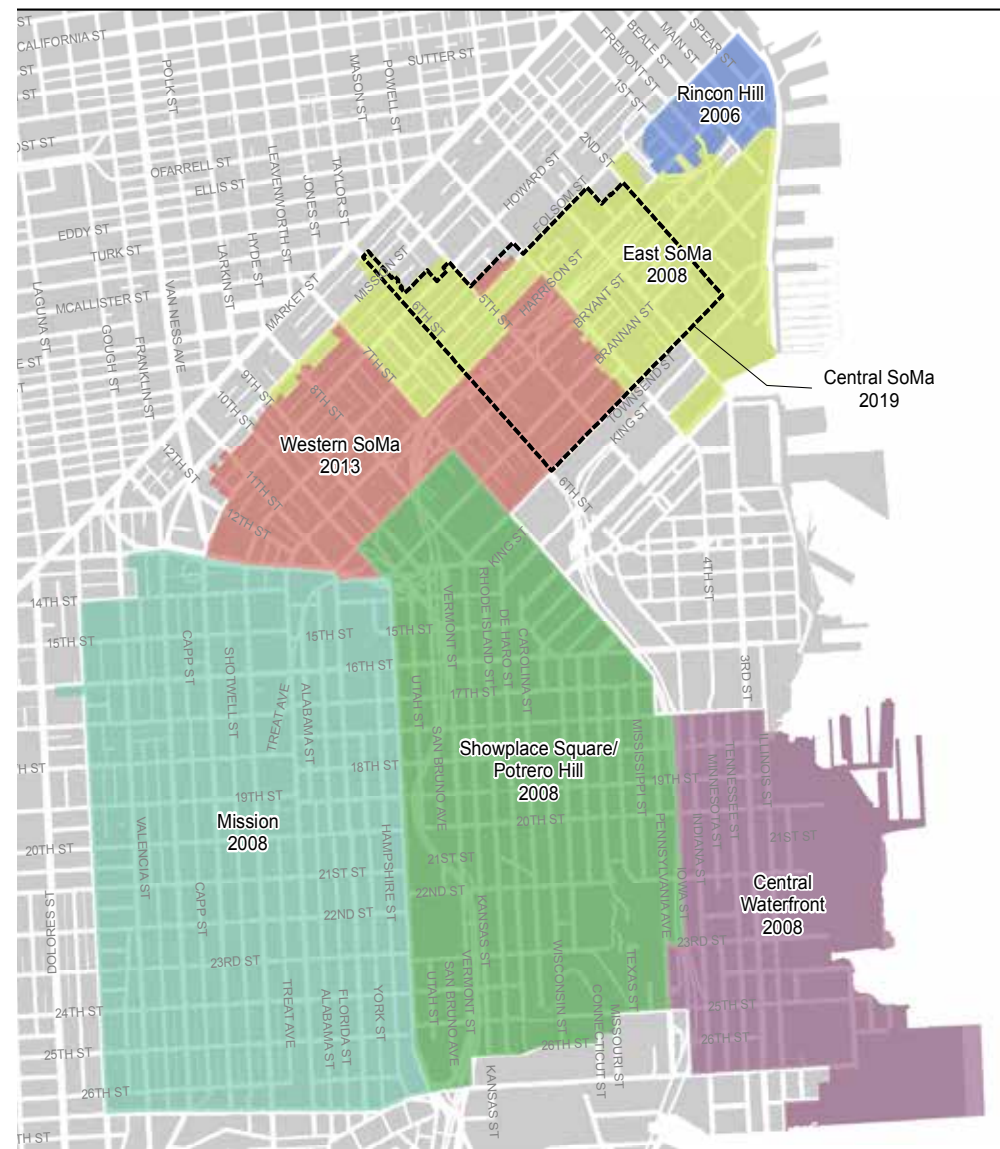 ST
CALIFORNIA ST
ST
ST
OST ST
POLK ST
SUTTER ST
MASON ST
POWELL ST
SPEAR ST
MAIN ST
BEALE ST
FREMONT ST
1ST ST
Rincon Hill
2006
2ND ST
OFARRELL ST
ELLIS ST
LEAVENWORTH ST
JONES ST
TAYLOR ST
HOWARD ST
FOLSOM ST
EDDY ST
TURK ST
HYDE ST
LARKIN ST
MISSION ST
East SoMa
2008
HARRISON ST
BRYANT ST
BRANNAN ST
5TH ST
6TH ST
7TH ST
LAGUNA ST
MCALLISTER ST
VAN NESS AVE
MARKET ST
GOUGH ST
FRANKLIN ST
E ST
ST
9TH ST
8TH ST
10TH ST
TOWNSEND ST
KING ST
Central SoMa
2019
Western SoMa
2013
12TH ST
11TH ST
12TH ST
6TH ST
KING S
4TH ST
14TH ST
15TH ST
15TH ST
15TH ST
16TH ST
17TH ST
CAPP ST
SHOTWELL ST
TREAT AVE
ALABAMA ST
UTAH ST
VERMONT ST
RHODE ISLAND ST
DE HARO ST
CAROLINA ST
3RD ST
SAN BRUNO AVE
MISSISSIPPI ST
ILLINOIS ST
TENNESSEE ST
MINNESOTA ST
Showplace Square/
Potrero Hill
2008
H ST
18TH ST
19TH ST
19TH ST
Mission
2008
20TH ST
20TH ST
21ST ST
VALENCIA ST
HAMPSHIRE ST
PENNSYLVANIA AVE
INDIANA ST
IOWA ST
21ST ST
21ST ST
22ND ST
22ND ST
Central
Waterfront
2008
DOLORES ST
CAPP ST
KANSAS ST
23RD ST
23RD ST
WISCONSIN ST
TEXAS ST
VERMONT ST
SAN BRUNO AVE
UTAH ST
24TH ST
TREAT AVE
ALABAMA ST
FLORIDA ST
YORK ST
CONNECTICUT ST
MISSOURI ST
25TH ST
25TH ST
26TH ST
26TH ST
26TH ST
KANSAS ST
TH ST